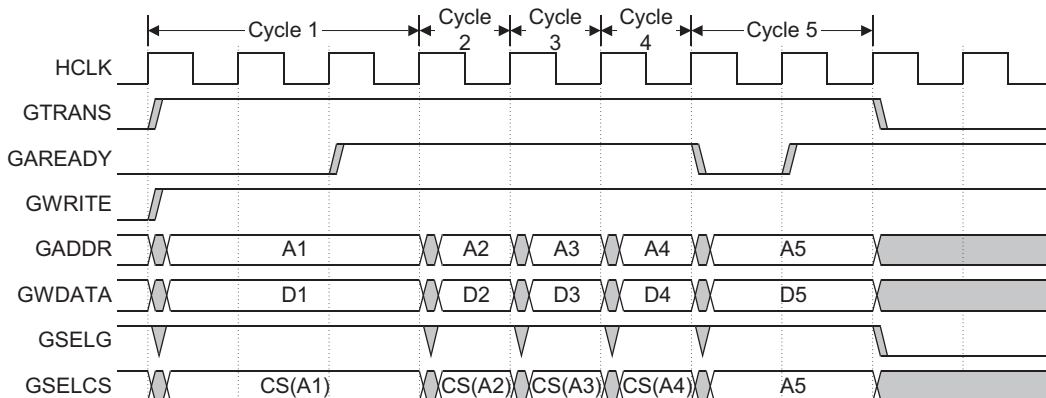 Cycle 1
Cycle 2
Cycle 3
Cycle 4
Cycle 5
HCLK
GTRANS
GAREADY
GWRITE
GADDR A1 A2 A3 A4 A5
GWDATA D1 D2 D3 D4 D5
GSELG
GSELCS CS(A1) CS(A2) CS(A3) CS(A4) A5